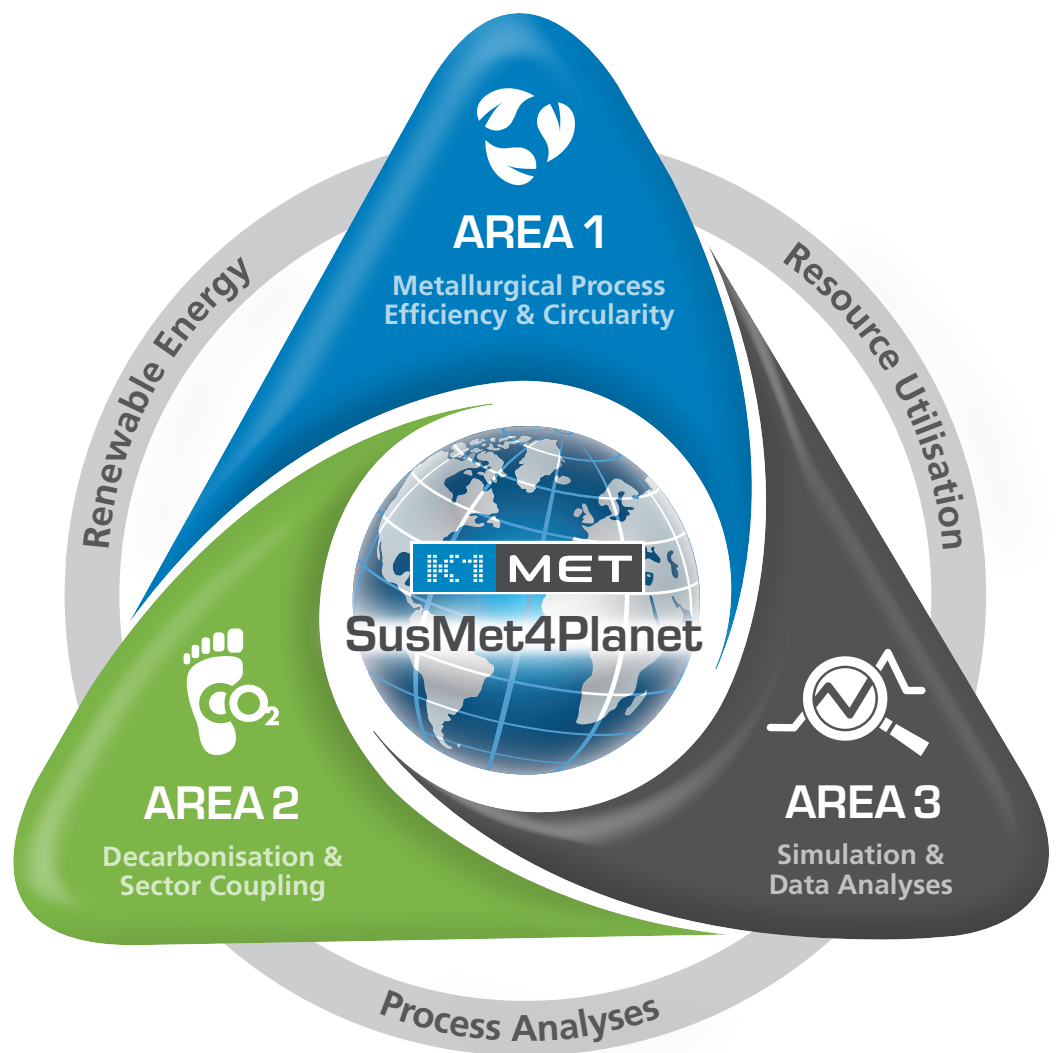 AREA 1
Metallurgical Process
Efficiency & Circularity
Renewable Energy
Resource Utilisation
K1 MET
SusMet4Planet
CO2
AREA 2
Decarbonisation &
Sector Coupling
AREA 3
Simulation &
Data Analyses
Process Analyses